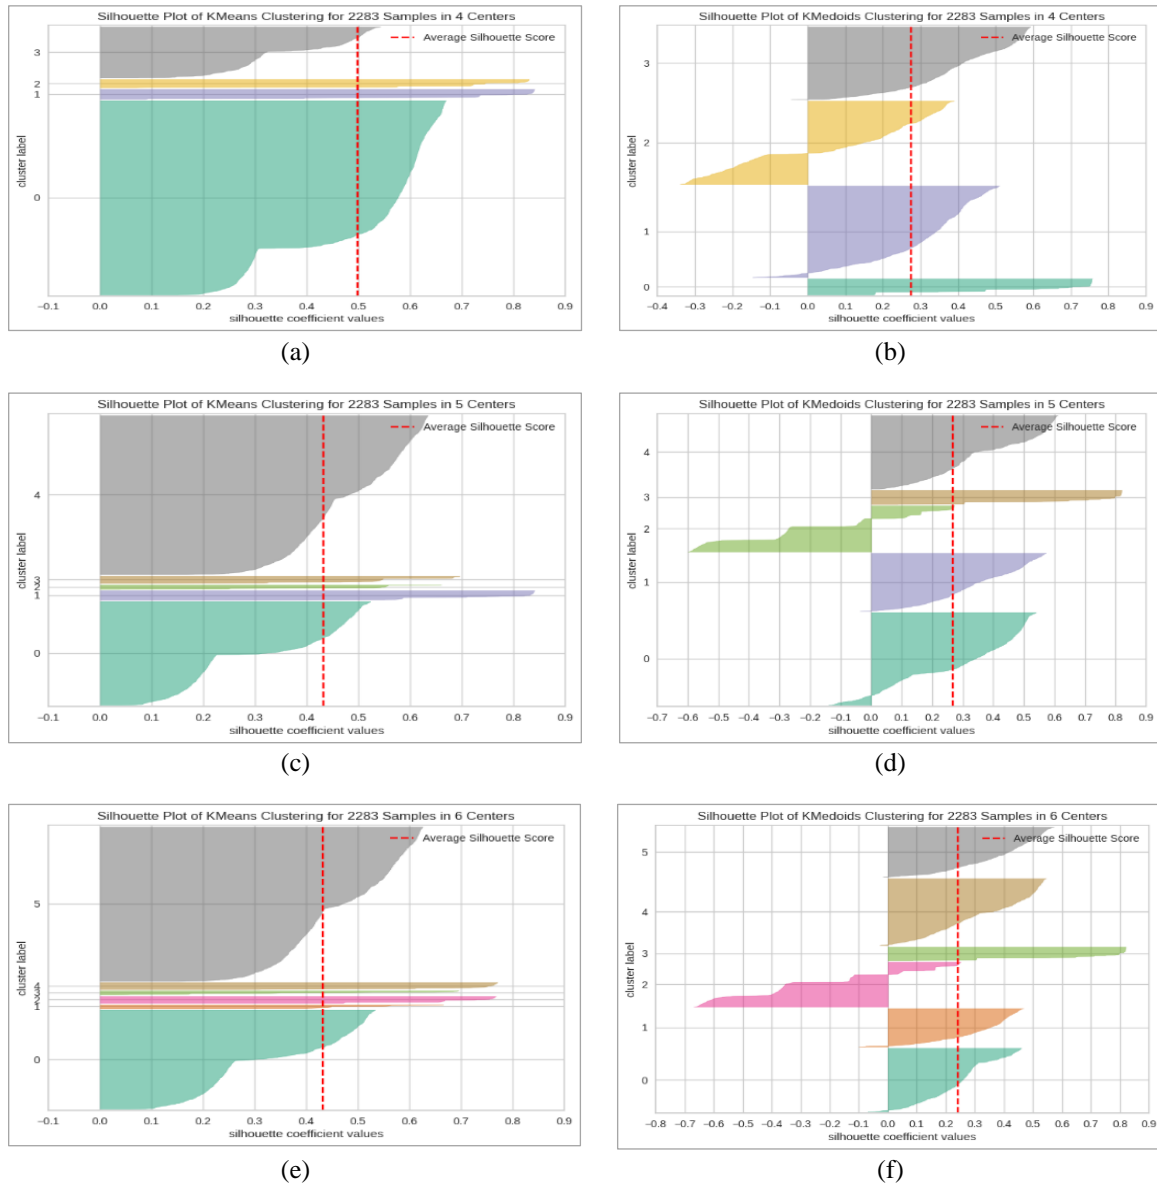 Silhouette Plot of KMeans Clustering for 2283 Samples in 4 Centers
Average Silhouette Score
3
2
1
0
cluster label
−0.1 0.0 0.1 0.2 0.3 0.4 0.5 0.6 0.7 0.8 0.9
silhouette coefficient values
(a)
Silhouette Plot of KMedoids Clustering for 2283 Samples in 4 Centers
Average Silhouette Score
3
2
1
0
cluster label
−0.4 −0.3 −0.2 −0.1 0.0 0.1 0.2 0.3 0.4 0.5 0.6 0.7 0.8 0.9
silhouette coefficient values
(b)
Silhouette Plot of KMeans Clustering for 2283 Samples in 5 Centers
Average Silhouette Score
4
3
2
1
0
cluster label
−0.1 0.0 0.1 0.2 0.3 0.4 0.5 0.6 0.7 0.8 0.9
silhouette coefficient values
(c)
Silhouette Plot of KMedoids Clustering for 2283 Samples in 5 Centers
Average Silhouette Score
4
3
2
1
0
cluster label
−0.7 −0.6 −0.5 −0.4 −0.3 −0.2 −0.1 0.0 0.1 0.2 0.3 0.4 0.5 0.6 0.7 0.8 0.9
silhouette coefficient values
(d)
Silhouette Plot of KMeans Clustering for 2283 Samples in 6 Centers
Average Silhouette Score
5
4
3
2
1
0
cluster label
−0.1 0.0 0.1 0.2 0.3 0.4 0.5 0.6 0.7 0.8 0.9
silhouette coefficient values
(e)
Silhouette Plot of KMedoids Clustering for 2283 Samples in 6 Centers
Average Silhouette Score
5
4
3
2
1
0
cluster label
−0.8 −0.7 −0.6 −0.5 −0.4 −0.3 −0.2 −0.1 0.0 0.1 0.2 0.3 0.4 0.5 0.6 0.7 0.8 0.9
silhouette coefficient values
(f)